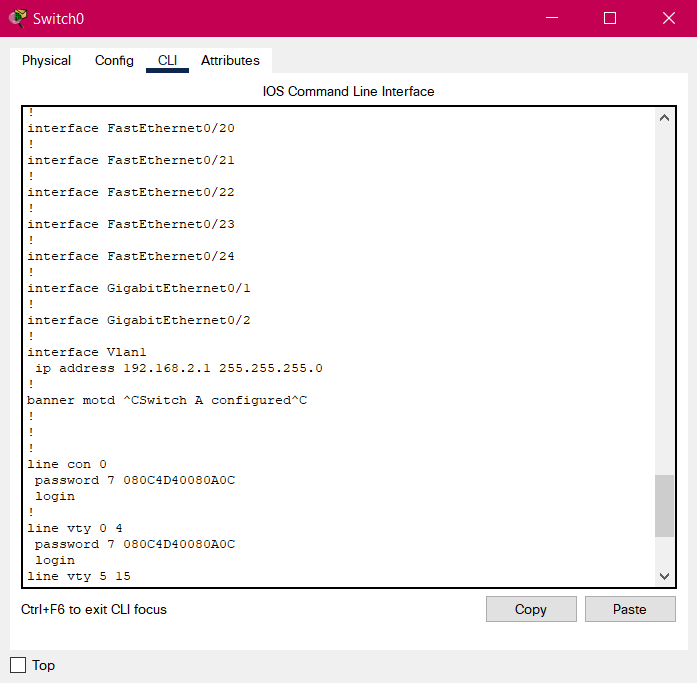 Switch0
Physical Config CLI Attributes
IOS Command Line Interface
!
interface FastEthernet0/20
!
interface FastEthernet0/21
!
interface FastEthernet0/22
!
interface FastEthernet0/23
!
interface FastEthernet0/24
!
interface GigabitEthernet0/1
!
interface GigabitEthernet0/2
!
interface Vlan1
 ip address 192.168.2.1 255.255.255.0
!
banner motd ^CSwitch A configured^C
!
!
!
line con 0
 password 7 080C4D40080A0C
 login
!
line vty 0 4
 password 7 080C4D40080A0C
 login
line vty 5 15
Ctrl+F6 to exit CLI focus
Copy Paste
Top